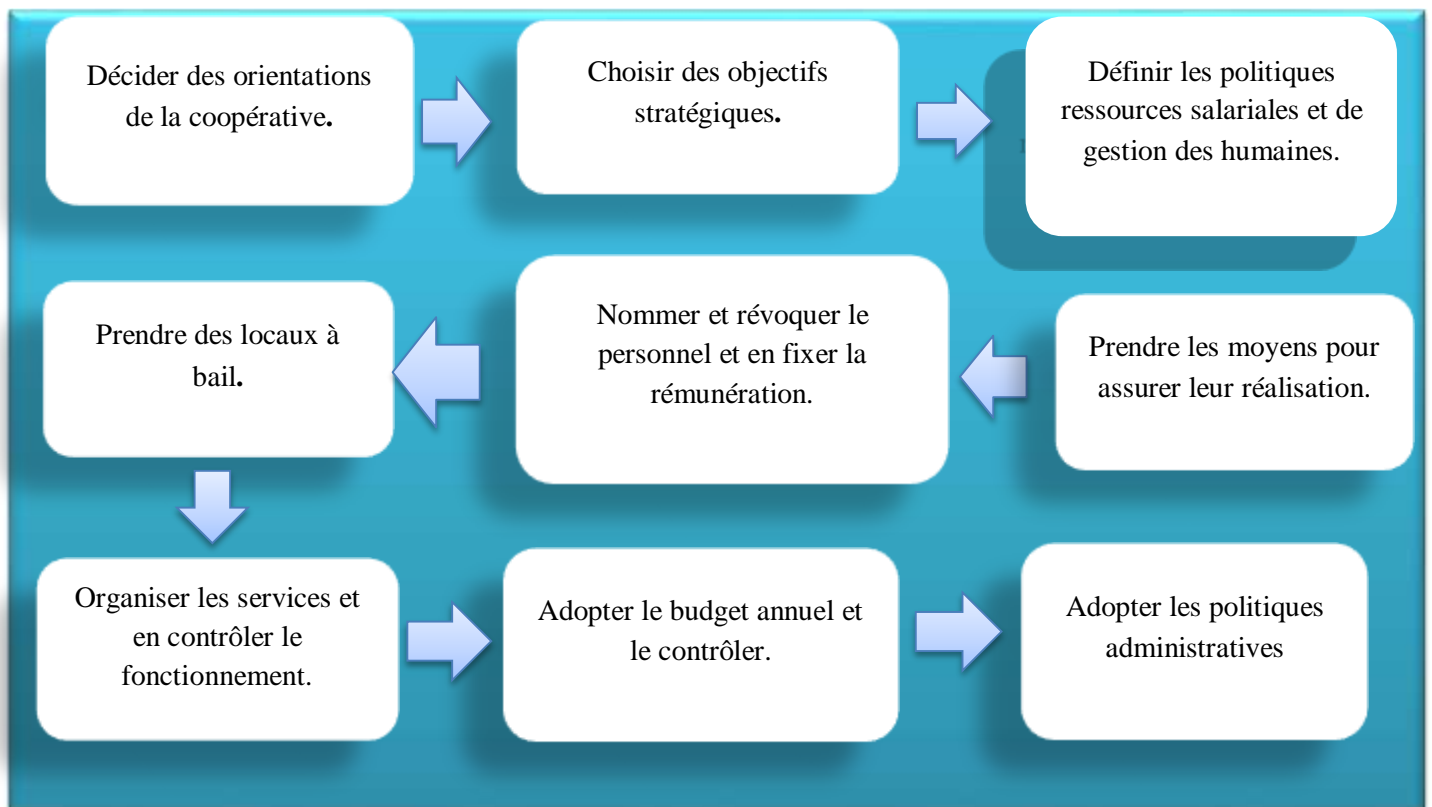 Décider des orientations
de la coopérative.
Choisir des objectifs
stratégiques.
Définir les politiques
ressources salariales et de
gestion des humaines.
Prendre les moyens pour
assurer leur réalisation.
Nommer et révoquer le
personnel et en fixer la
rémunération.
Prendre des locaux à
bail.
Organiser les services et
en contrôler le
fonctionnement.
Adopter le budget annuel et
le contrôler.
Adopter les politiques
administratives